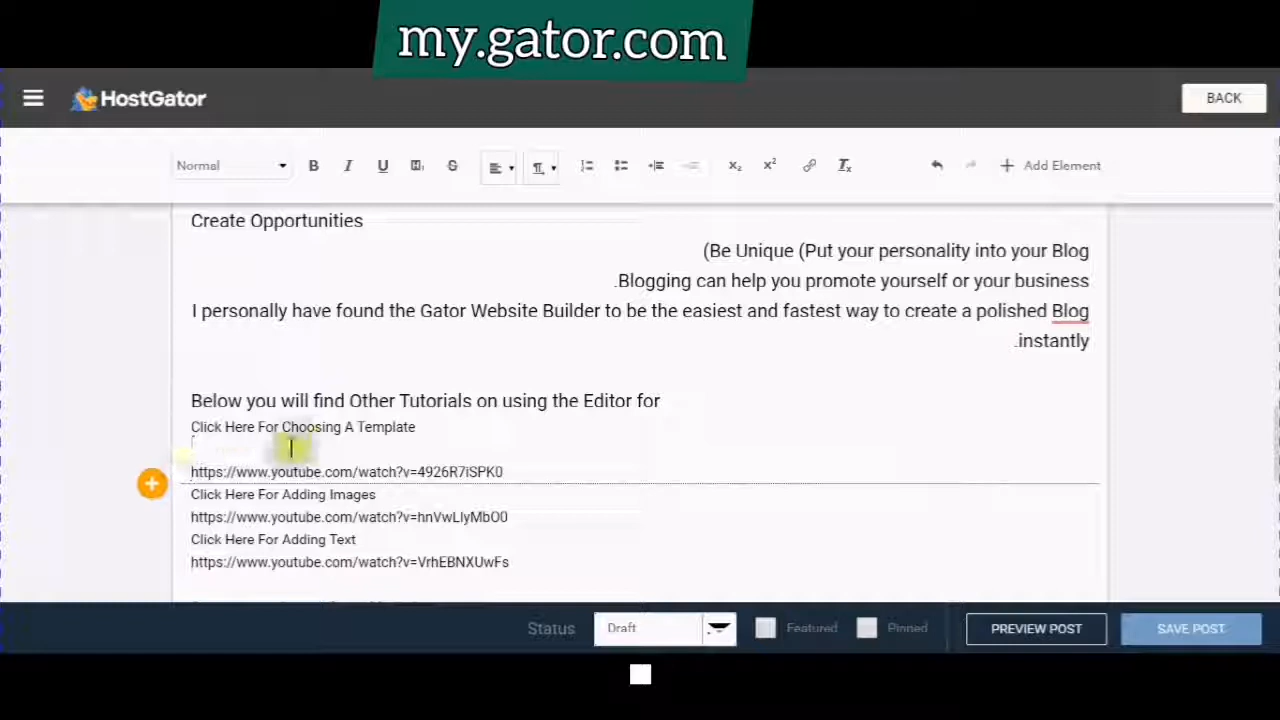 my.gator.com
HostGator
BACK
Normal
B I U S
Add Element
Create Opportunities
(Be Unique (Put your personality into your Blog
.Blogging can help you promote yourself or your business
I personally have found the Gator Website Builder to be the easiest and fastest way to create a polished Blog
.instantly
Below you will find Other Tutorials on using the Editor for
Click Here For Choosing A Template
https://www.youtube.com/watch?v=4926R7iSPK0
Click Here For Adding Images
https://www.youtube.com/watch?v=hnVwLlyMbO0
Click Here For Adding Text
https://www.youtube.com/watch?v=VrhEBNXUwFs
Status
Draft
Featured
Pinned
PREVIEW POST
SAVE POST